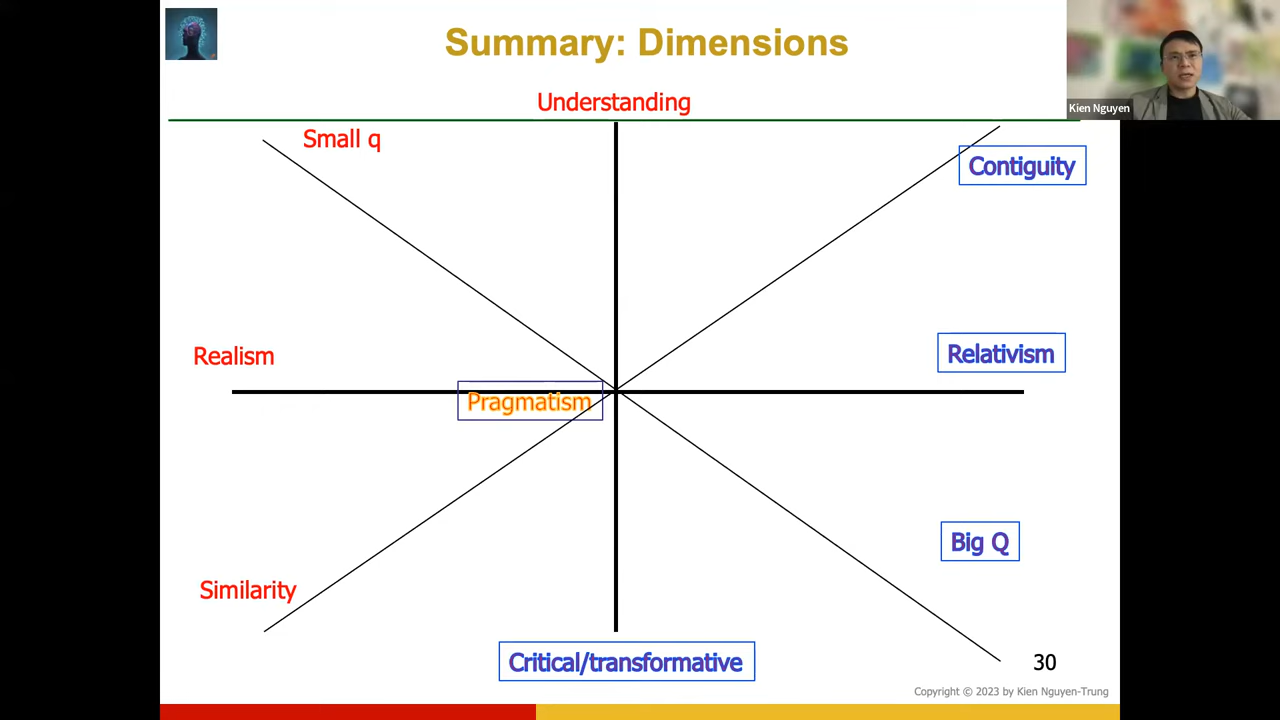 Summary: Dimensions
Kien Nguyen
Understanding
Small q
Contiguity
Realism
Relativism
Pragmatism
Big Q
Similarity
Critical/transformative
30
Copyright © 2023 by Kien Nguyen-Trung